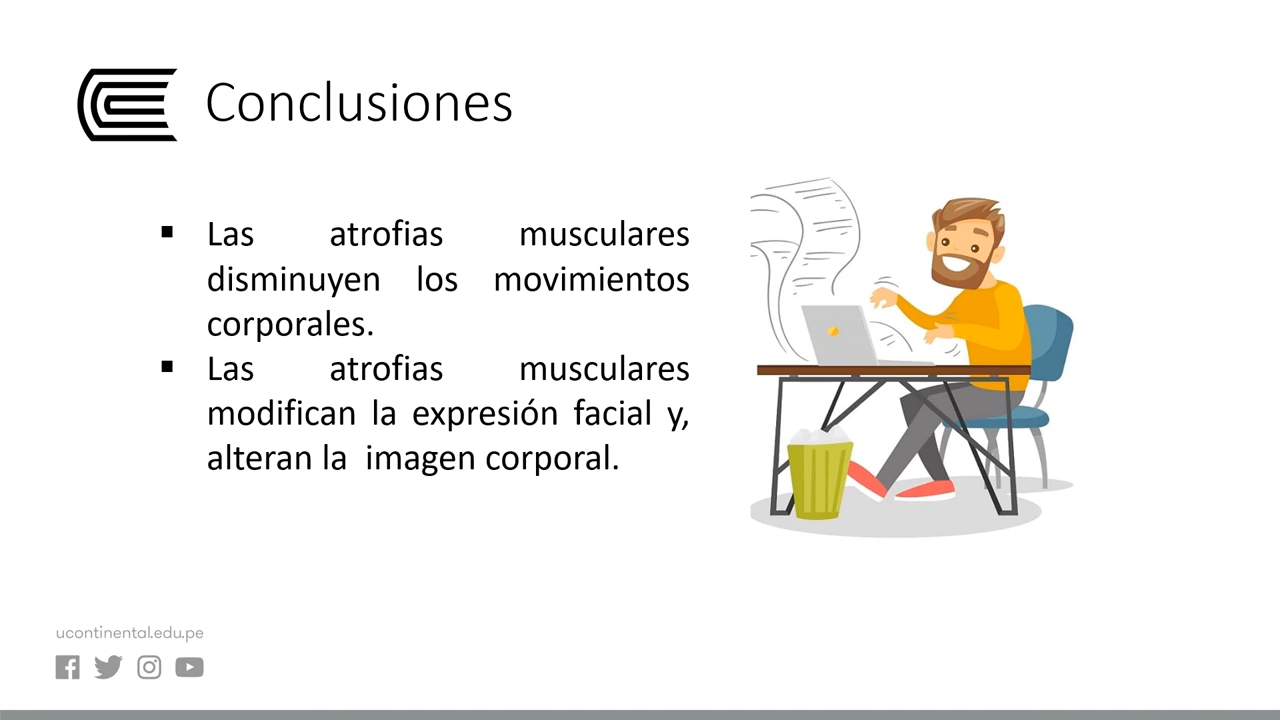 Conclusiones
▪ Las atrofias musculares
disminuyen los movimientos
corporales.
▪ Las atrofias musculares
modifican la expresión facial y,
alteran la imagen corporal.
ucontinental.edu.pe